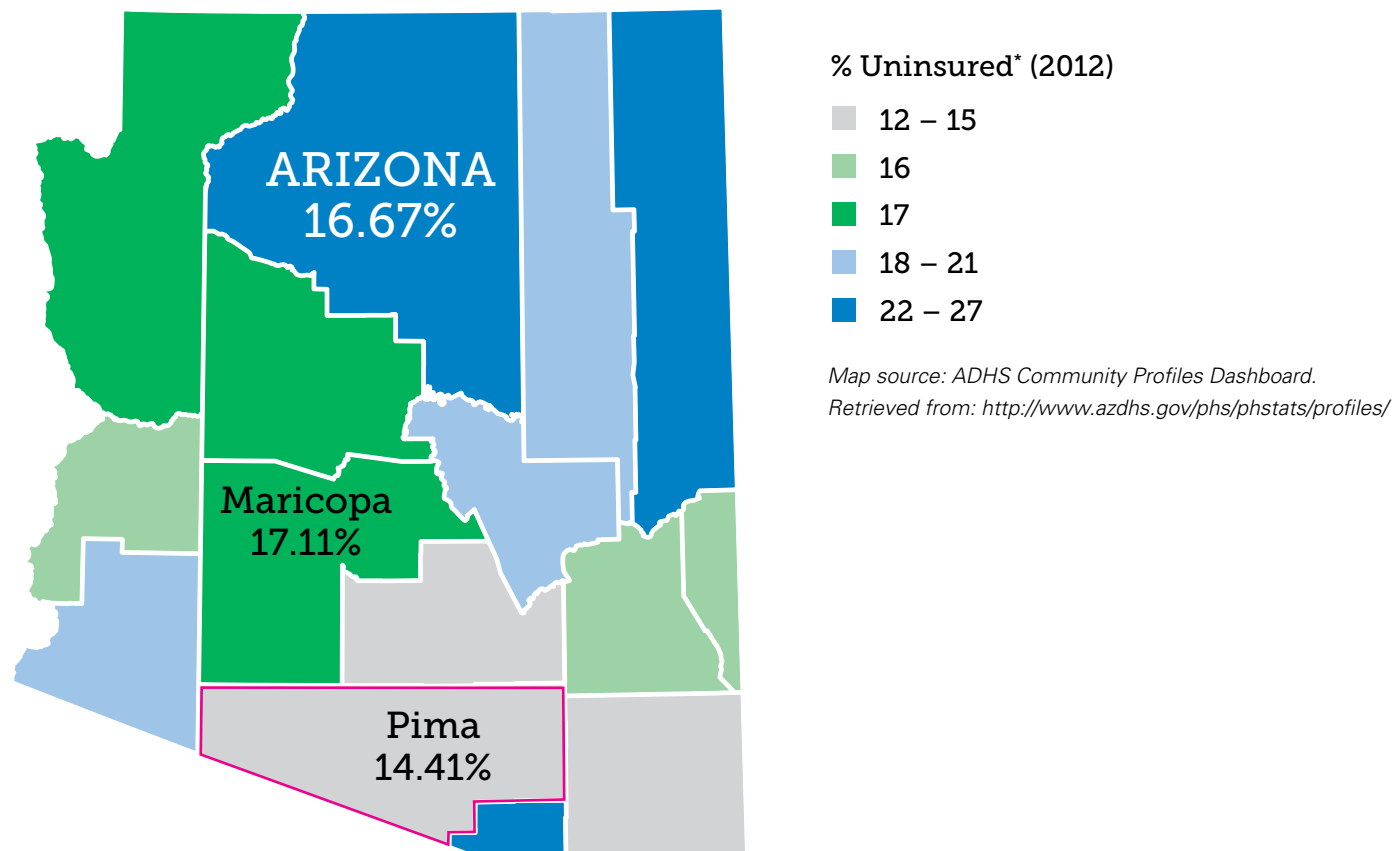 ARIZONA
16.67%
Maricopa
17.11%
Pima
14.41%
% Uninsured* (2012)
12 – 15
16
17
18 – 21
22 – 27
Map source: ADHS Community Profiles Dashboard.
Retrieved from: http://www.azdhs.gov/phs/phstats/profiles/